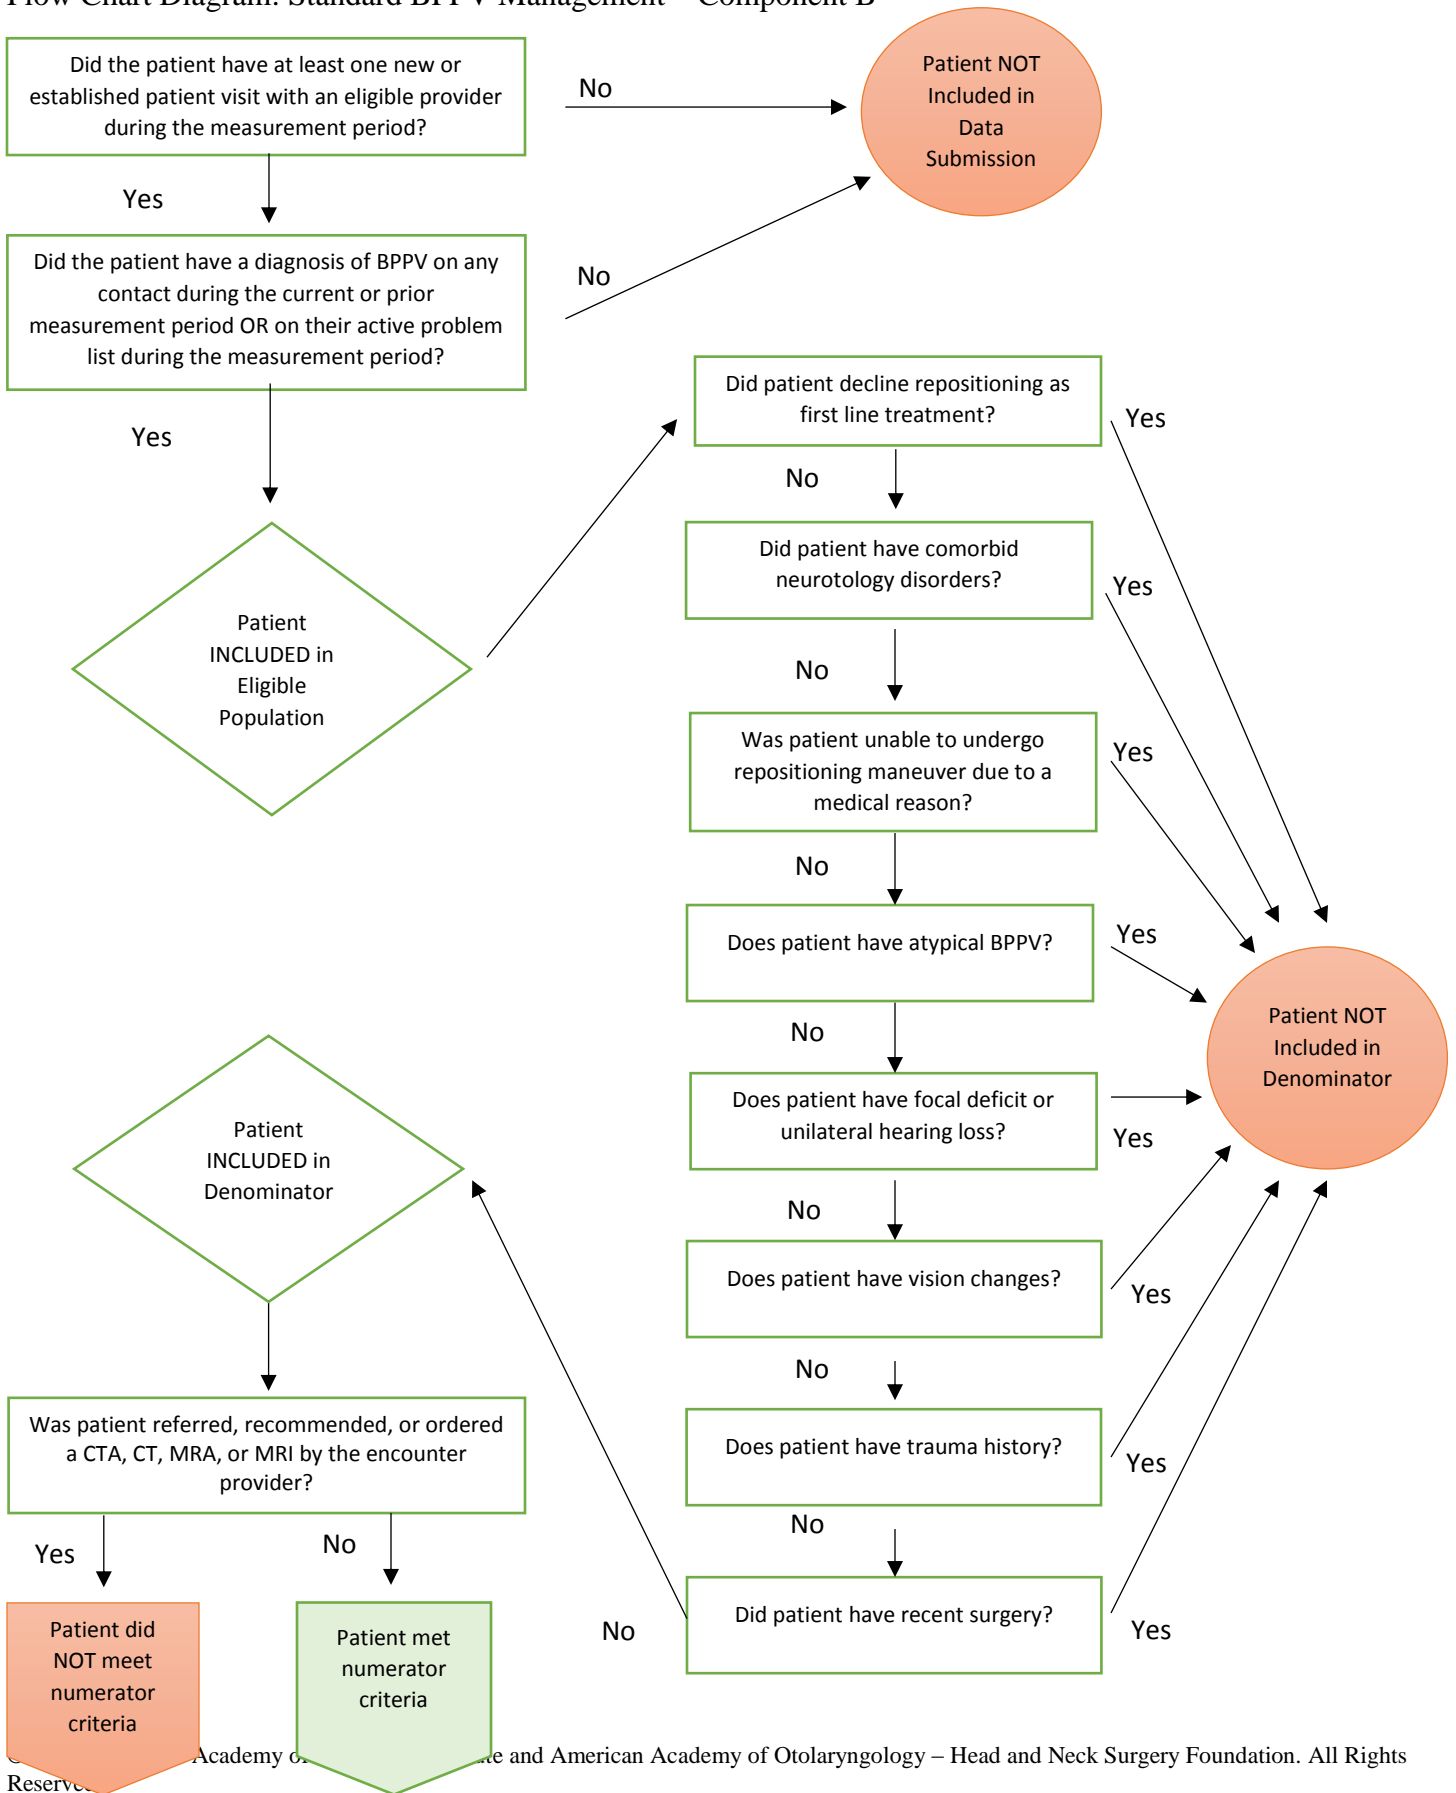 Flow Chart Diagram: Standard BPPV Management – Component B
Did the patient have at least one new or
established patient visit with an eligible provider
during the measurement period?
No
Patient NOT
Included in
Data
Submission
Yes
Did the patient have a diagnosis of BPPV on any
contact during the current or prior
measurement period OR on their active problem
list during the measurement period?
No
Yes
Patient
INCLUDED in
Eligible
Population
Did patient decline repositioning as
first line treatment?
Yes
No
Did patient have comorbid
neurotology disorders?
Yes
No
Was patient unable to undergo
repositioning maneuver due to a
medical reason?
Yes
No
Does patient have atypical BPPV?
Yes
No
Does patient have focal deficit or
unilateral hearing loss?
Yes
No
Does patient have vision changes?
Yes
No
Does patient have trauma history?
Yes
No
Did patient have recent surgery?
Yes
No
Patient NOT
Included in
Denominator
Patient
INCLUDED in
Denominator
Was patient referred, recommended, or ordered
a CTA, CT, MRA, or MRI by the encounter
provider?
Yes
No
Patient did
NOT meet
numerator
criteria
Patient met
numerator
criteria
Academy and American Academy of Otolaryngology – Head and Neck Surgery Foundation. All Rights